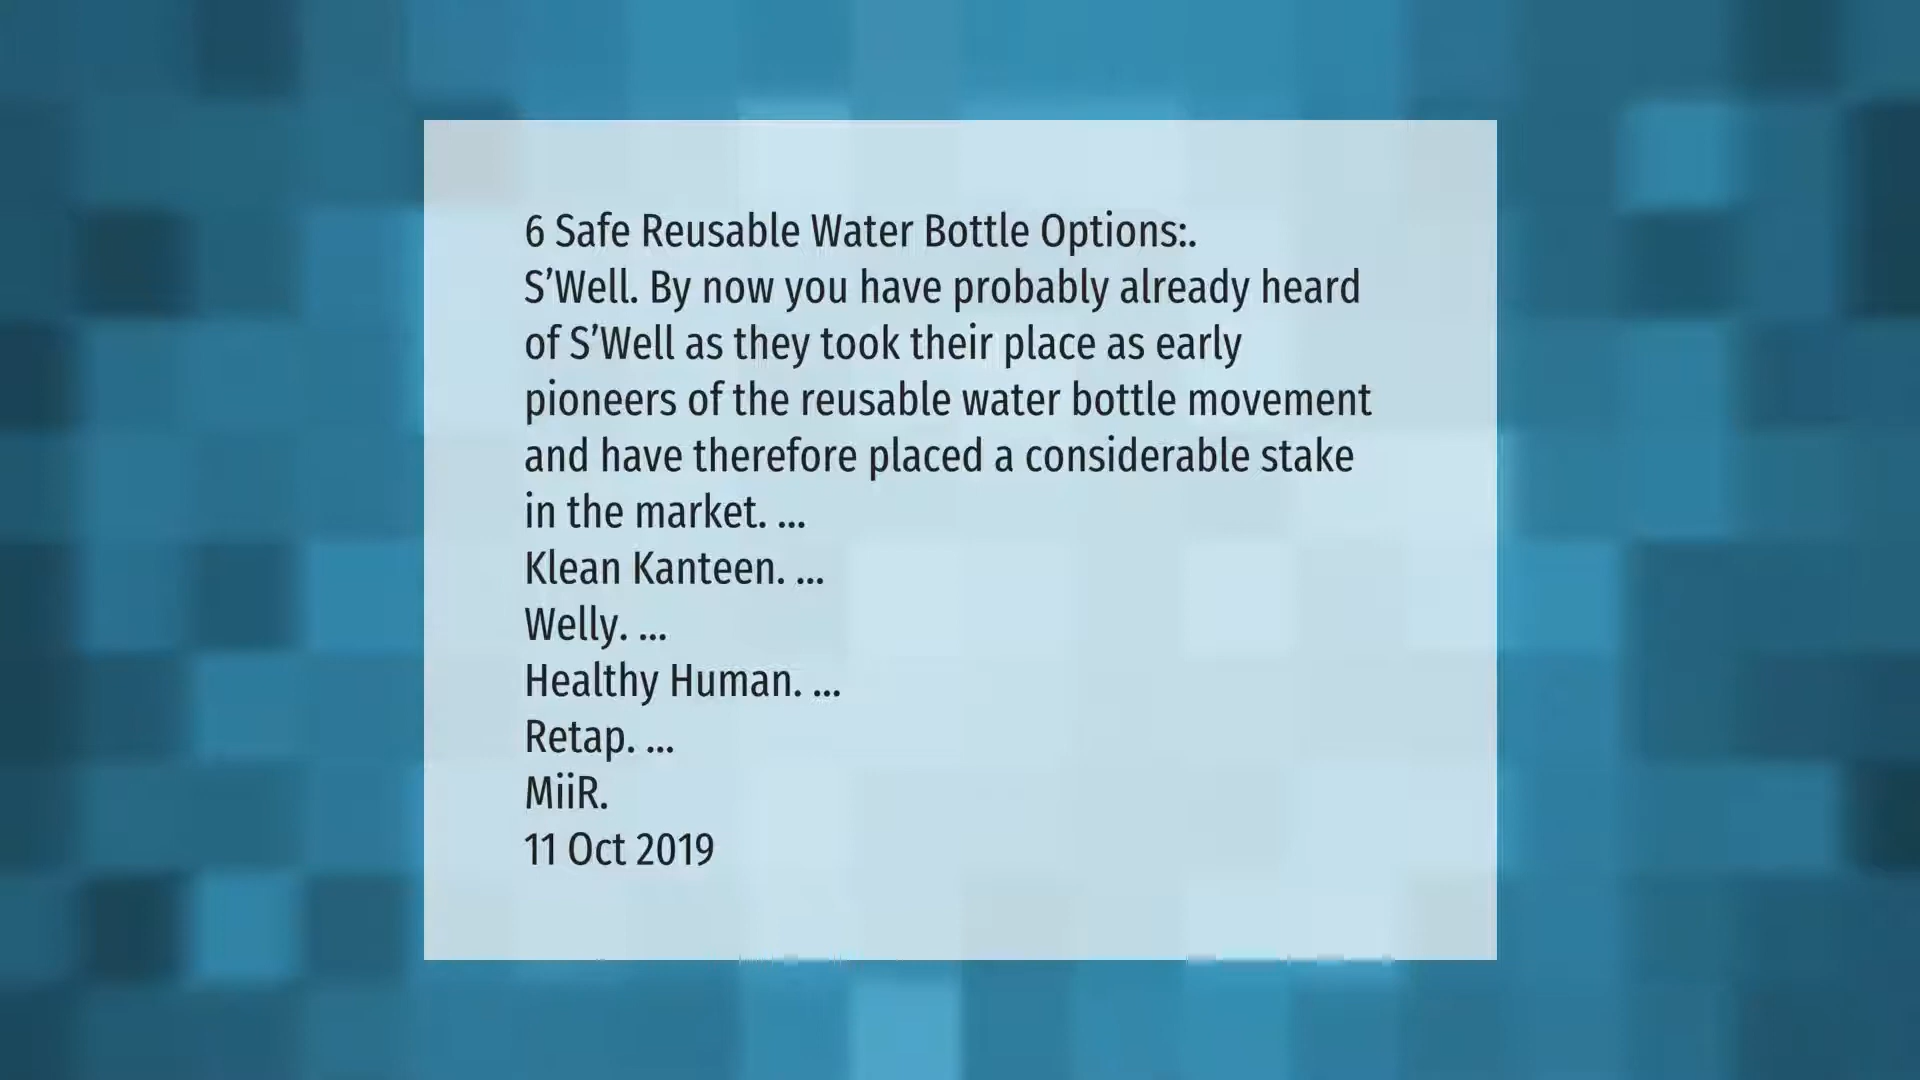 6 Safe Reusable Water Bottle Options:.
S’Well. By now you have probably already heard
of S’Well as they took their place as early
pioneers of the reusable water bottle movement
and have therefore placed a considerable stake
in the market. ...
Klean Kanteen. ...
Welly. ...
Healthy Human. ...
Retap. ...
MiiR.
11 Oct 2019